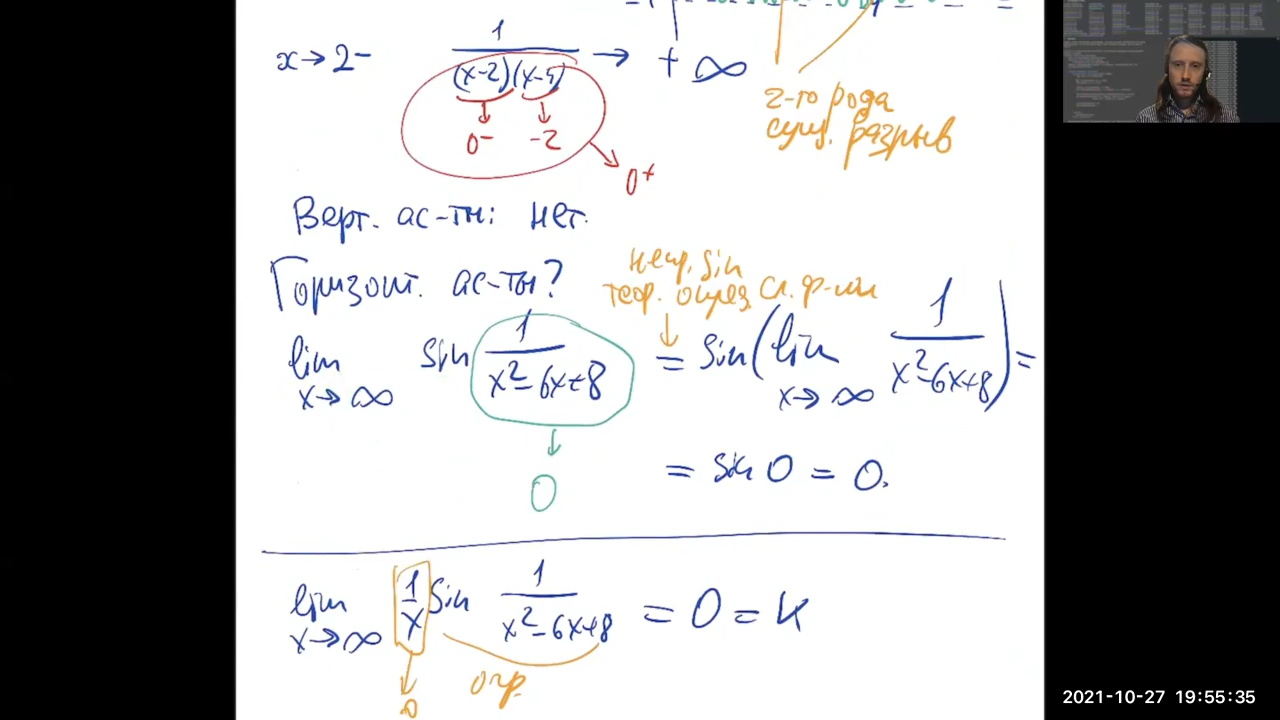 x→2− 1/((x-2)(x-4)) → +∞
0− -2
0+
2-го рода
сущ. разрыв
Верт. ас-ты: нет.
Горизонт. ас-ты?
непр. sin
теор. о пред. сл. ф-ии
lim x→∞ sin 1/(x²-6x+8) = sin(lim x→∞ 1/(x²-6x+8)) =
0
= sin 0 = 0.
lim x→∞ 1/x sin 1/(x²-6x+8) = 0 = k
0 огр.
2021-10-27 19:55:35